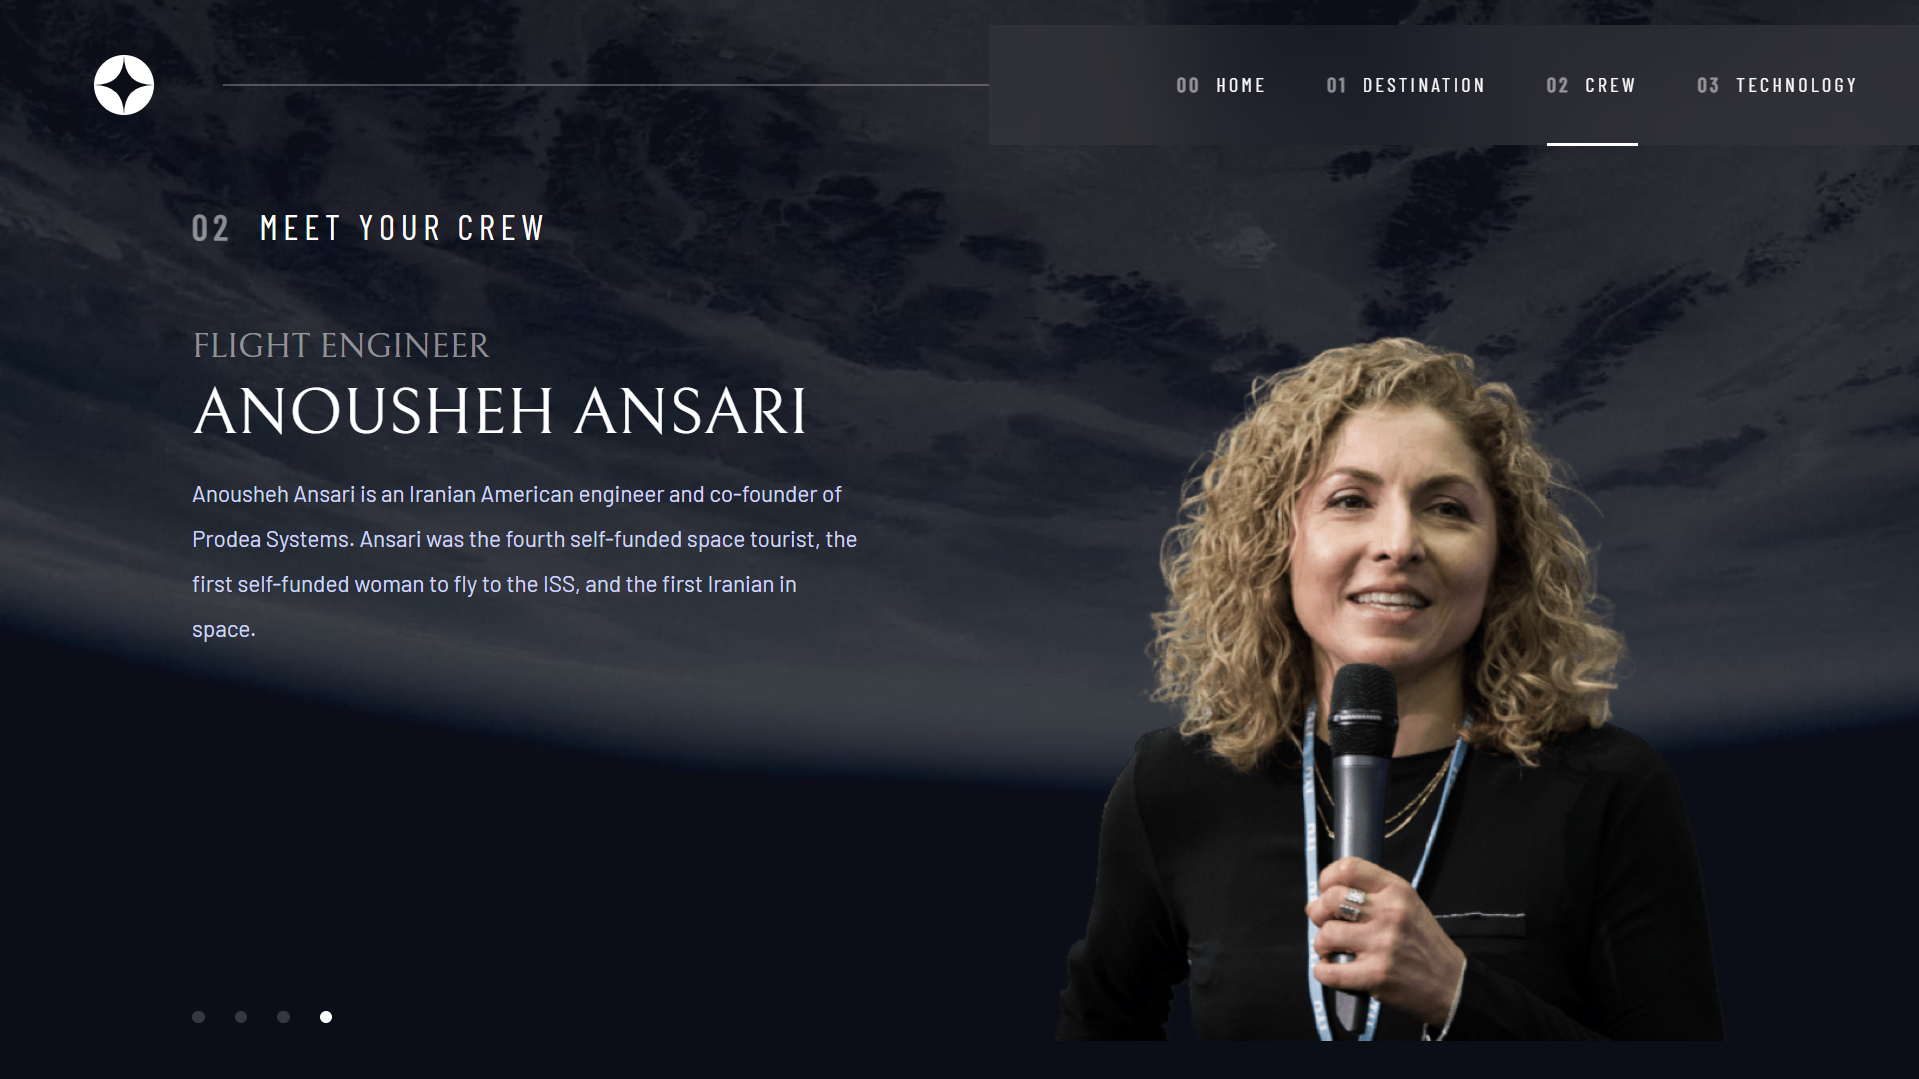 00 HOME 01 DESTINATION 02 CREW 03 TECHNOLOGY
02 MEET YOUR CREW
FLIGHT ENGINEER
ANOUSHEH ANSARI
Anousheh Ansari is an Iranian American engineer and co-founder of
Prodea Systems. Ansari was the fourth self-funded space tourist, the
first self-funded woman to fly to the ISS, and the first Iranian in
space.